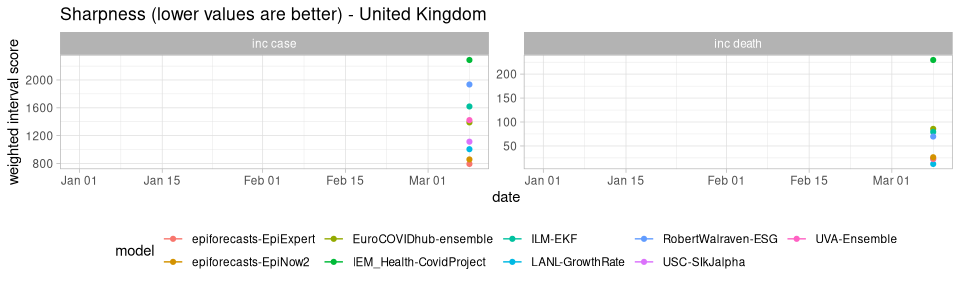 Sharpness (lower values are better) - United Kingdom
inc case
inc death
weighted interval score
2000
1600
1200
800
200
150
100
50
Jan 01 Jan 15 Feb 01 Feb 15 Mar 01
Jan 01 Jan 15 Feb 01 Feb 15 Mar 01
date
model
epiforecasts-EpiExpert EuroCOVIDhub-ensemble ILM-EKF RobertWalraven-ESG UVA-Ensemble
epiforecasts-EpiNow2 IEM_Health-CovidProject LANL-GrowthRate USC-SIkJalpha